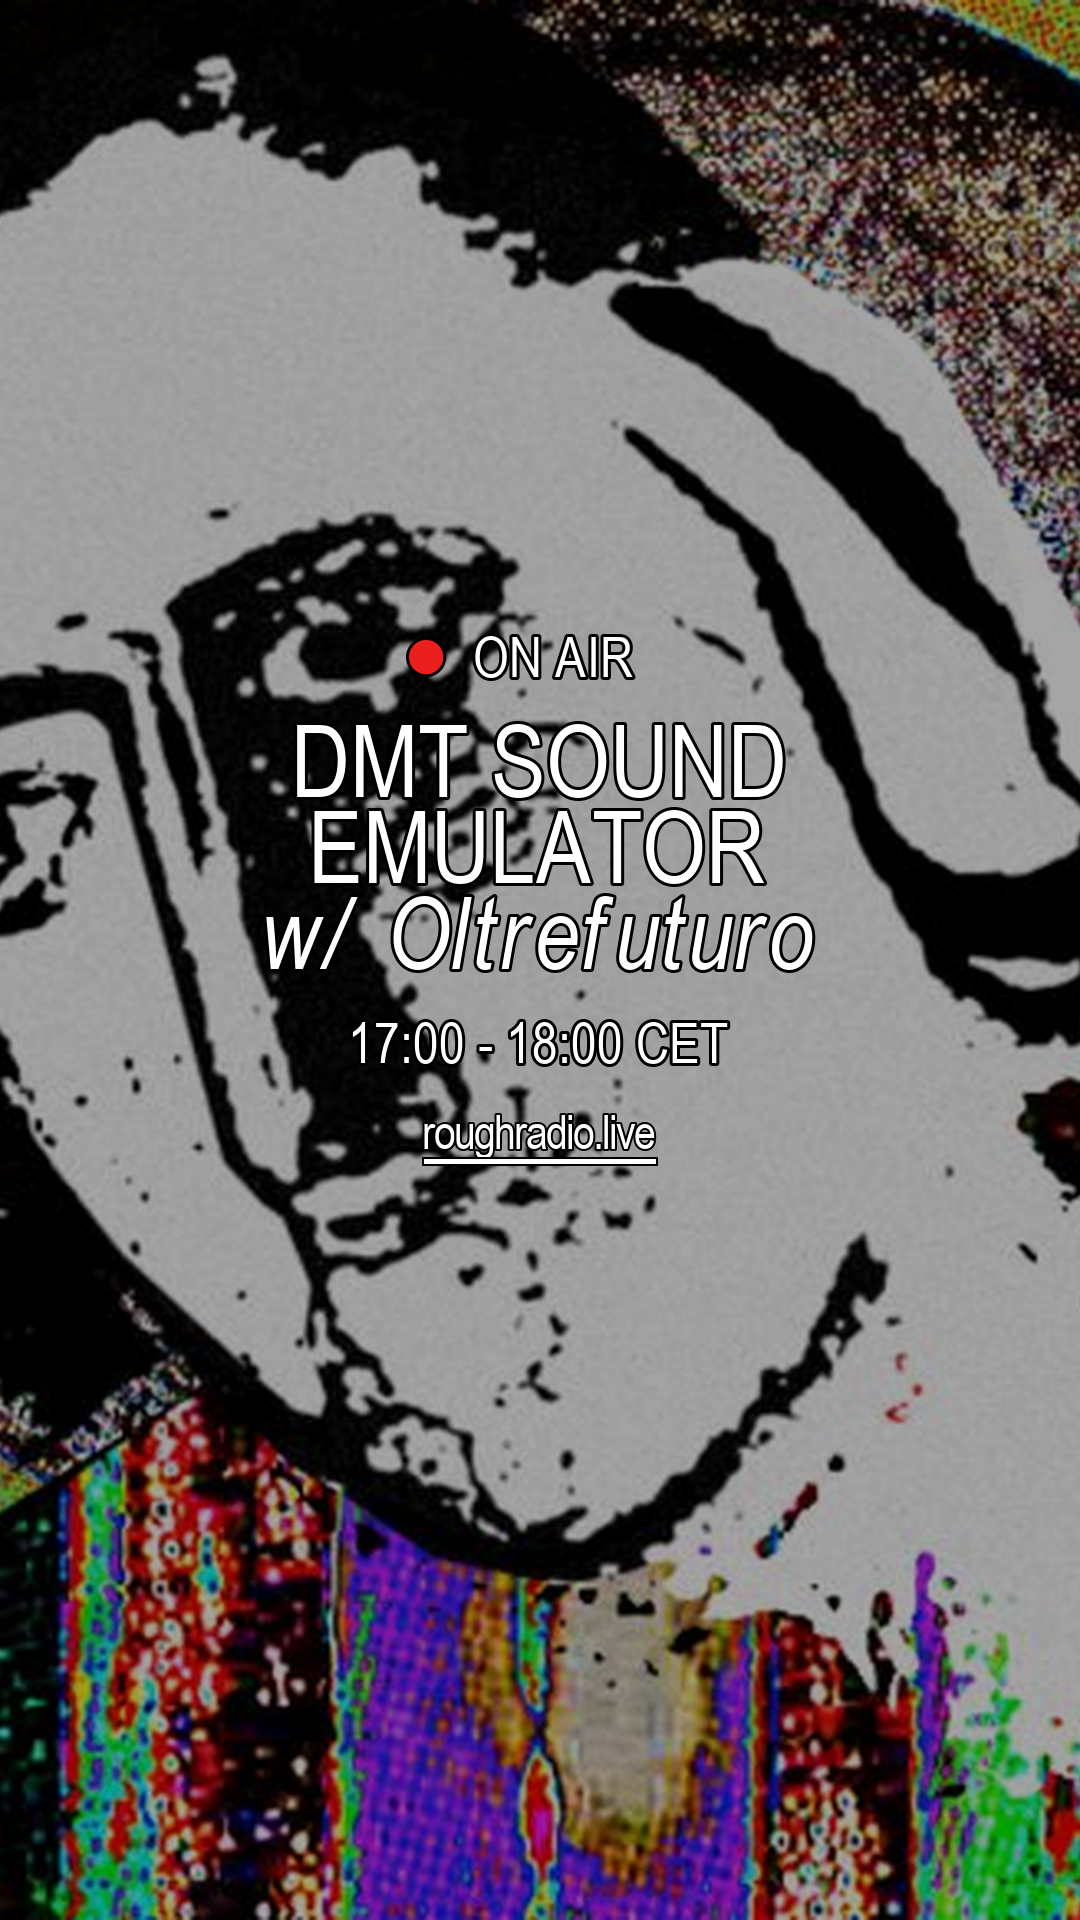 ON AIR
DMT SOUND
EMULATOR
w/ Oltrefuturo
17:00 - 18:00 CET
roughradio.live